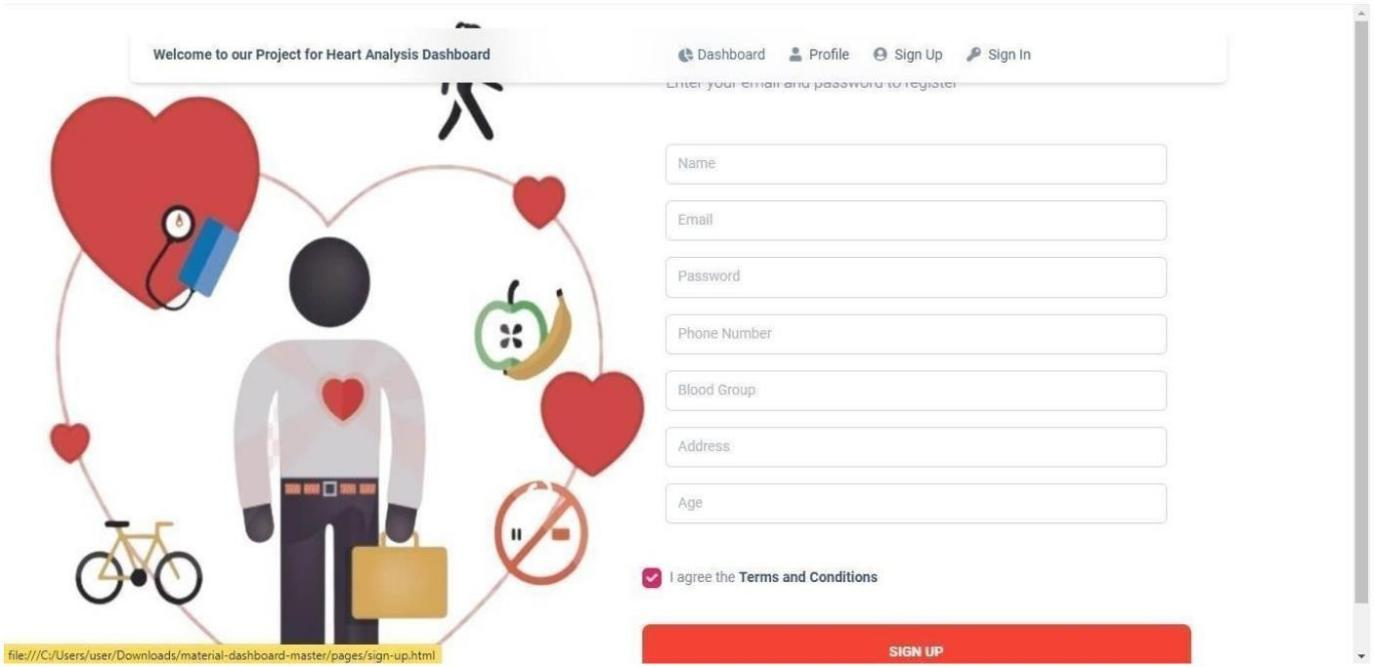 Welcome to our Project for Heart Analysis Dashboard
Dashboard Profile Sign Up Sign In
Enter your email and password to register
Name
Email
Password
Phone Number
Blood Group
Address
Age
I agree the Terms and Conditions
SIGN UP
file:///C:/Users/user/Downloads/material-dashboard-master/pages/sign-up.html